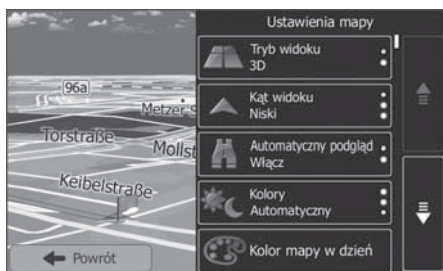 Ustawienia mapy
96a
Metzer S
Torstraße
Mollst
Keibelstraße
Powrót
Tryb widoku
3D
Kąt widoku
Niski
Automatyczny podgląd
Włącz
Kolory
Automatyczny
Kolor mapy w dzień